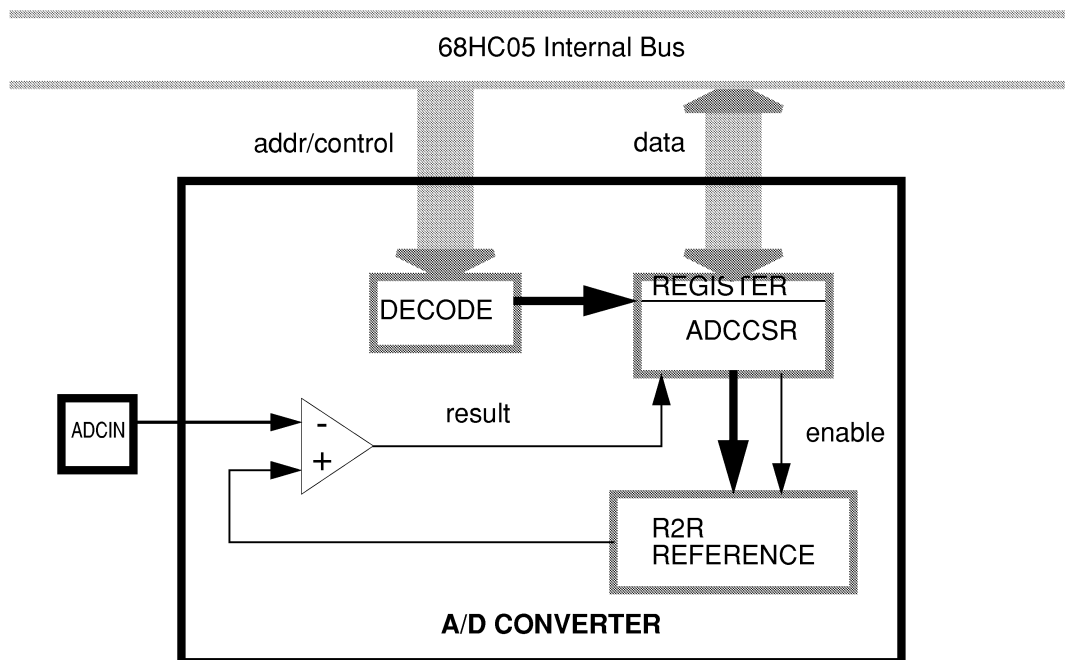 68HC05 Internal Bus
addr/control
data
REGISTER
DECODE
ADCCSR
ADCIN
-
result
enable
+
R2R
REFERENCE
A/D CONVERTER